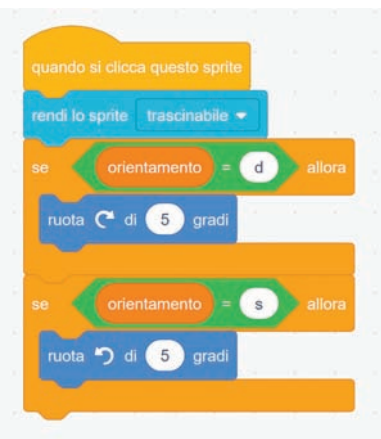 quando si clicca questo sprite
rendi lo sprite trascinabile
se orientamento = d allora
ruota di 5 gradi
se orientamento = s allora
ruota di 5 gradi